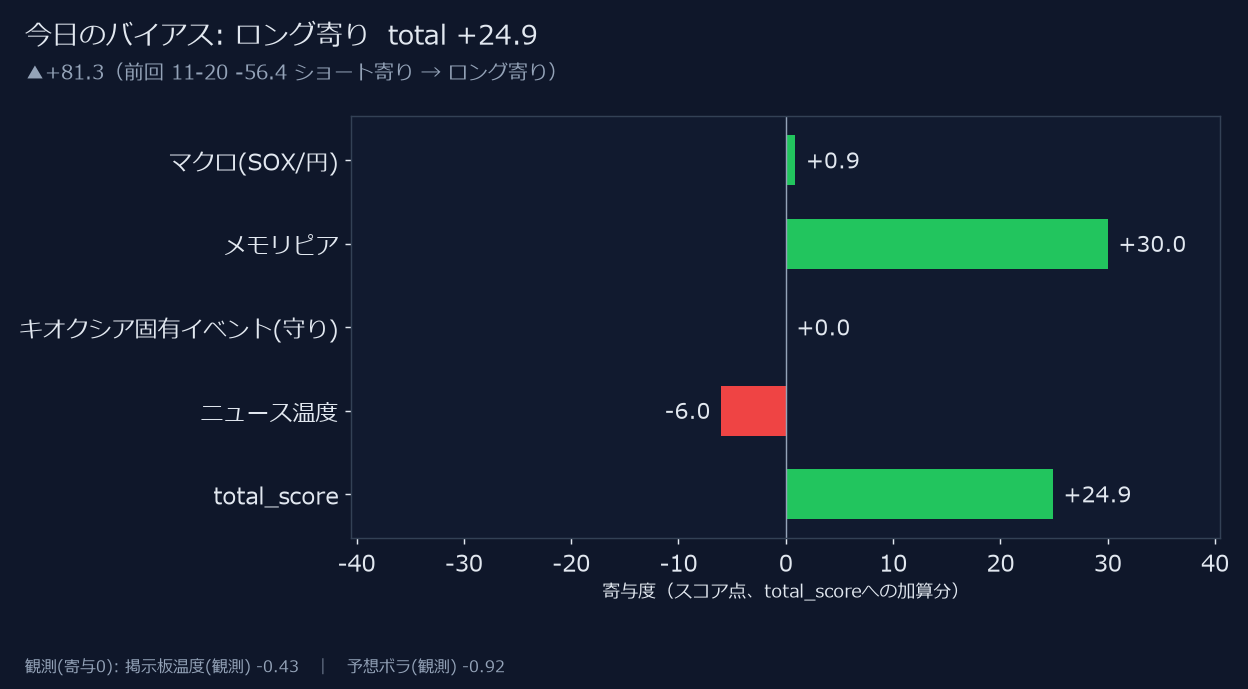 今日のバイアス: ロング寄り  total +24.9
▲+81.3（前回 11-20 -56.4 ショート寄り → ロング寄り）
マクロ(SOX/円) +0.9
メモリピア +30.0
キオクシア固有イベント(守り) +0.0
ニュース温度 -6.0
total_score +24.9
-40 -30 -20 -10 0 10 20 30 40
寄与度（スコア点、total_scoreへの加算分）
観測(寄与0): 掲示板温度(観測) -0.43  |  予想ボラ(観測) -0.92